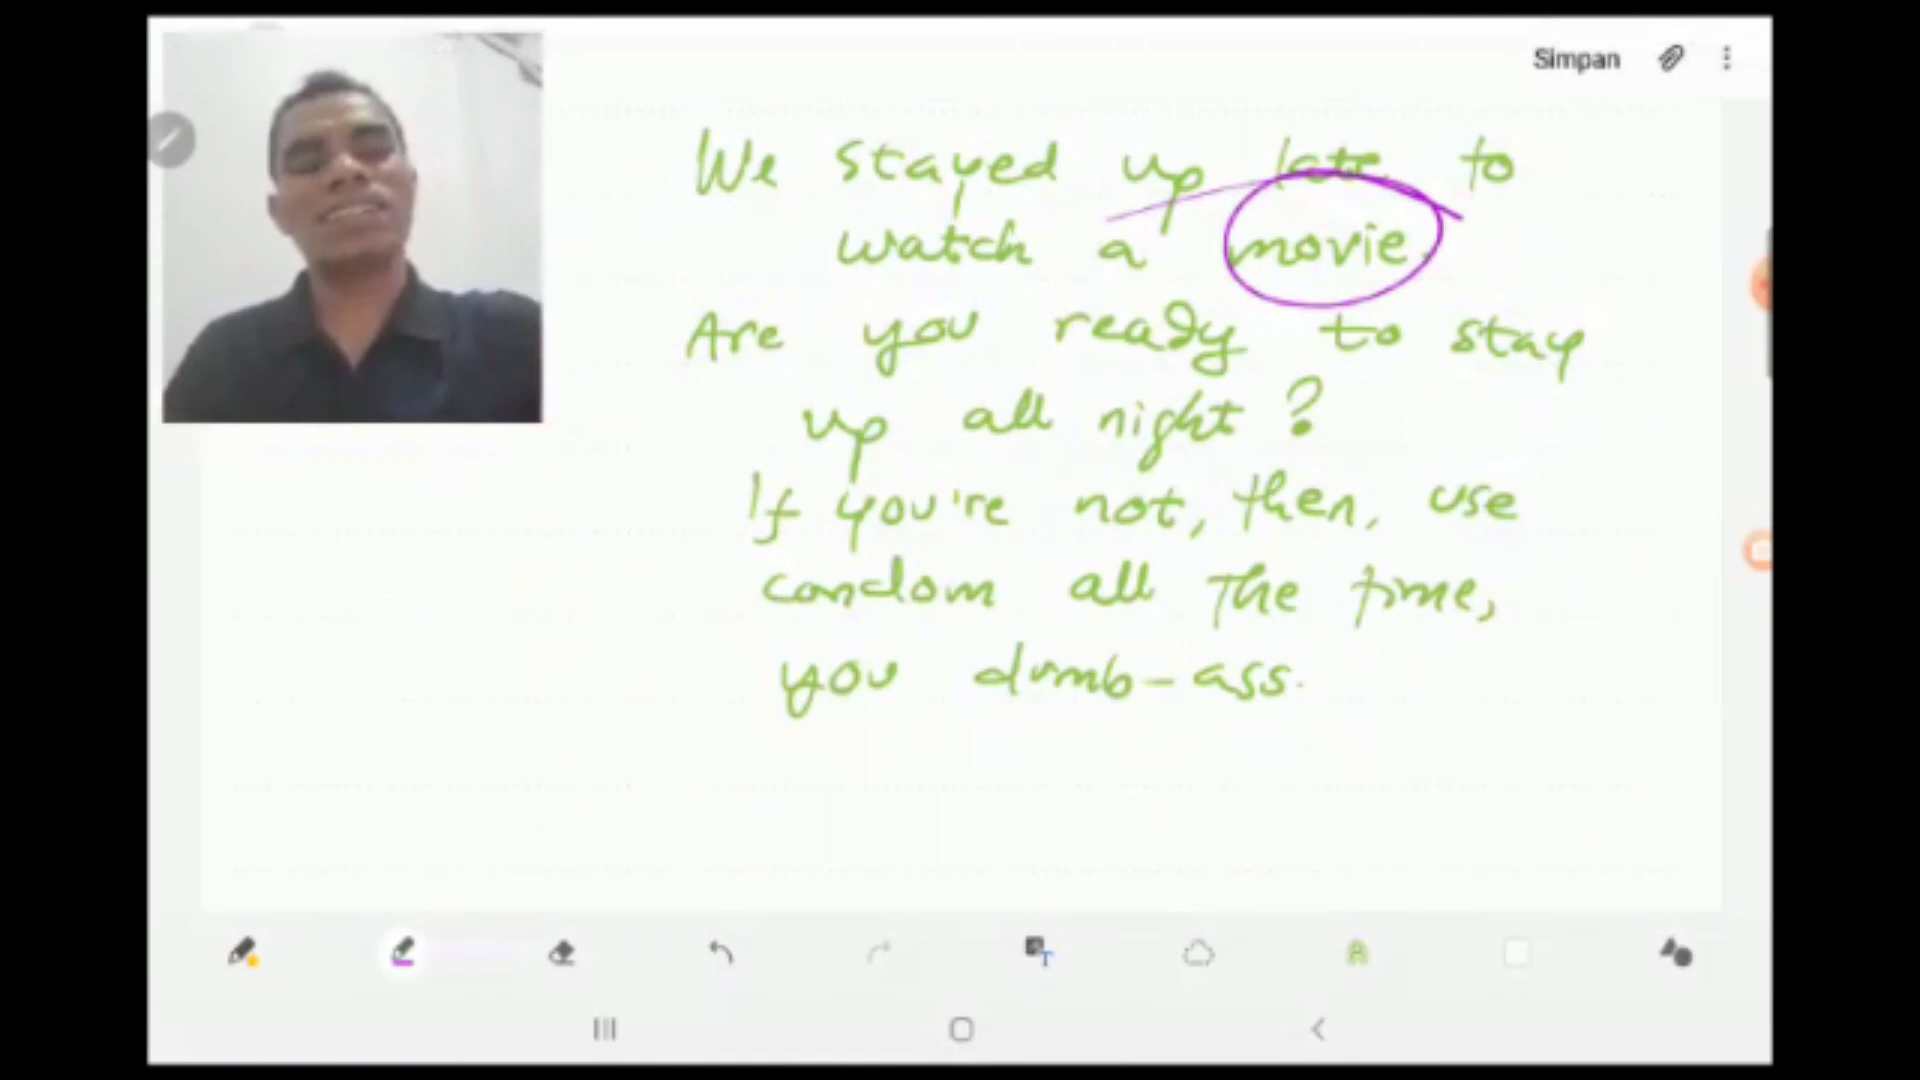 Simpan
We stayed up late to
watch a movie.
Are you ready to stay
up all night?
If you're not, then, use
condom all the time,
you dumb-ass.